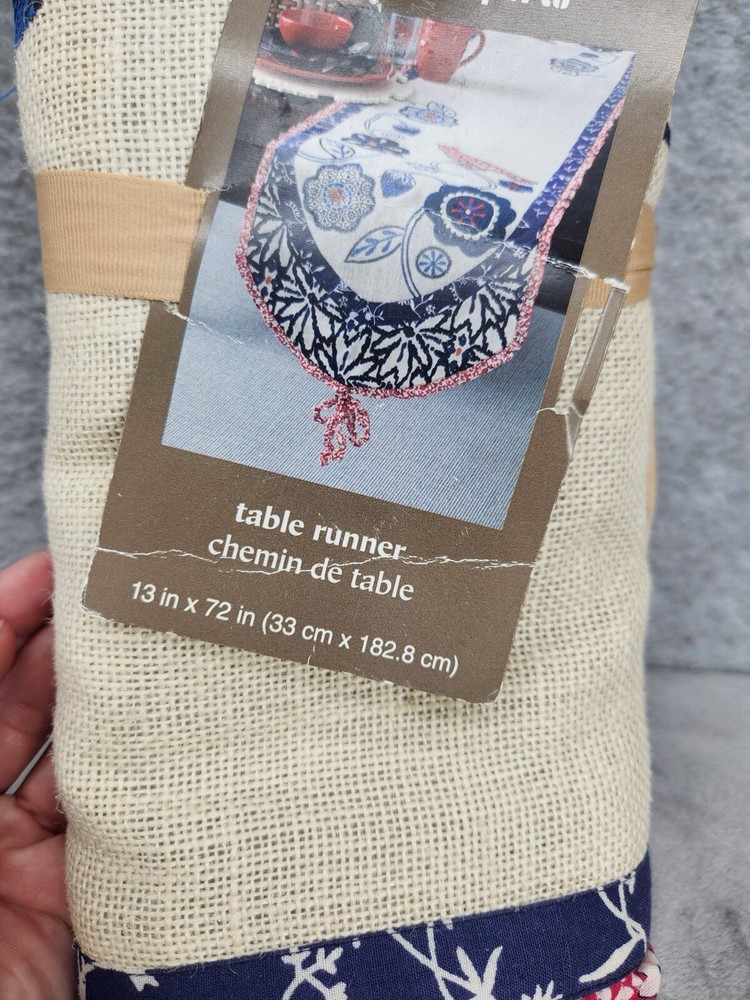 table runner
chemin de table
13 in x 72 in (33 cm x 182.8 cm)